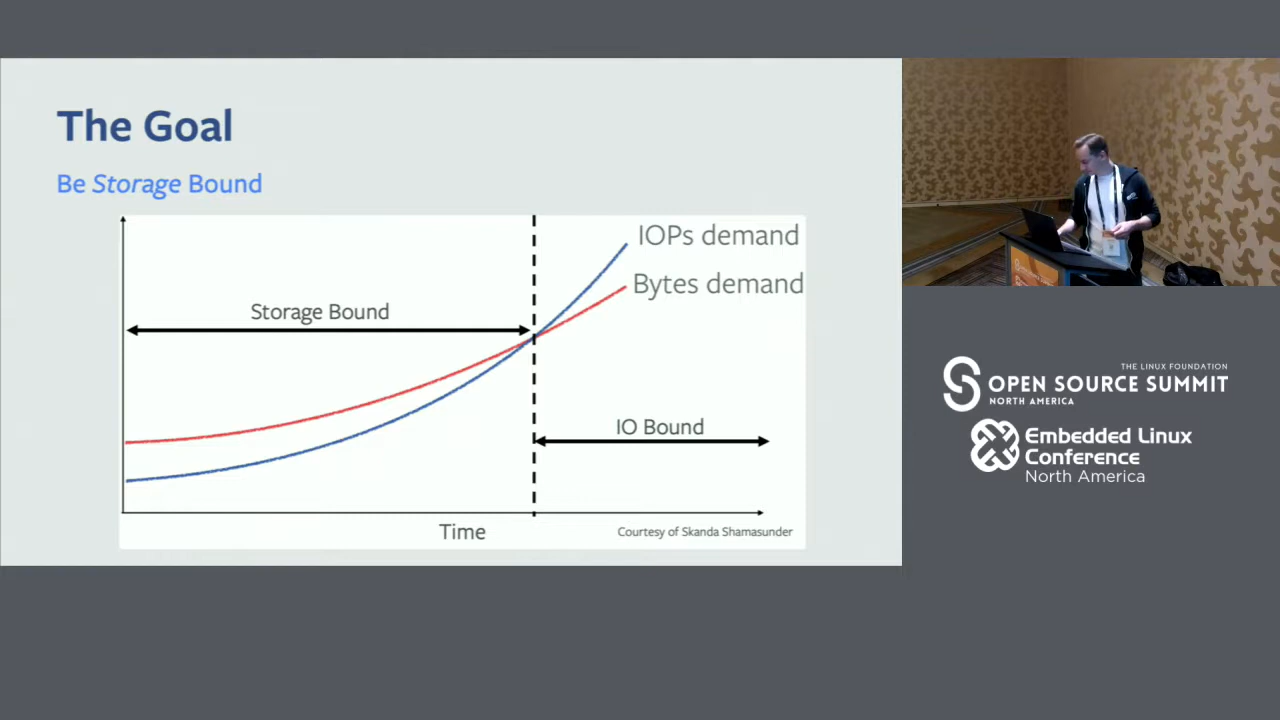 The Goal
Be Storage Bound
IOPs demand
Bytes demand
Storage Bound
IO Bound
Time
Courtesy of Skanda Shamasunder
THE LINUX FOUNDATION
OPEN SOURCE SUMMIT
NORTH AMERICA
Embedded Linux
Conference
North America